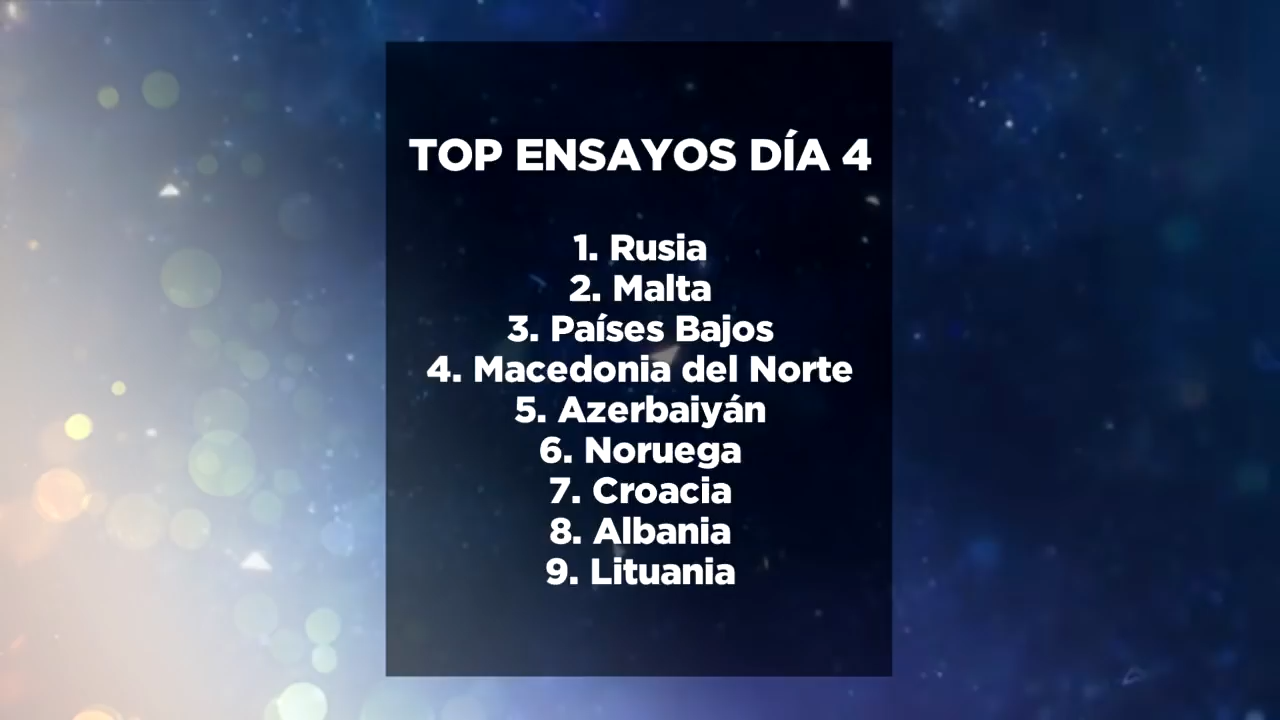 TOP ENSAYOS DÍA 4
1. Rusia
2. Malta
3. Países Bajos
4. Macedonia del Norte
5. Azerbaiyán
6. Noruega
7. Croacia
8. Albania
9. Lituania